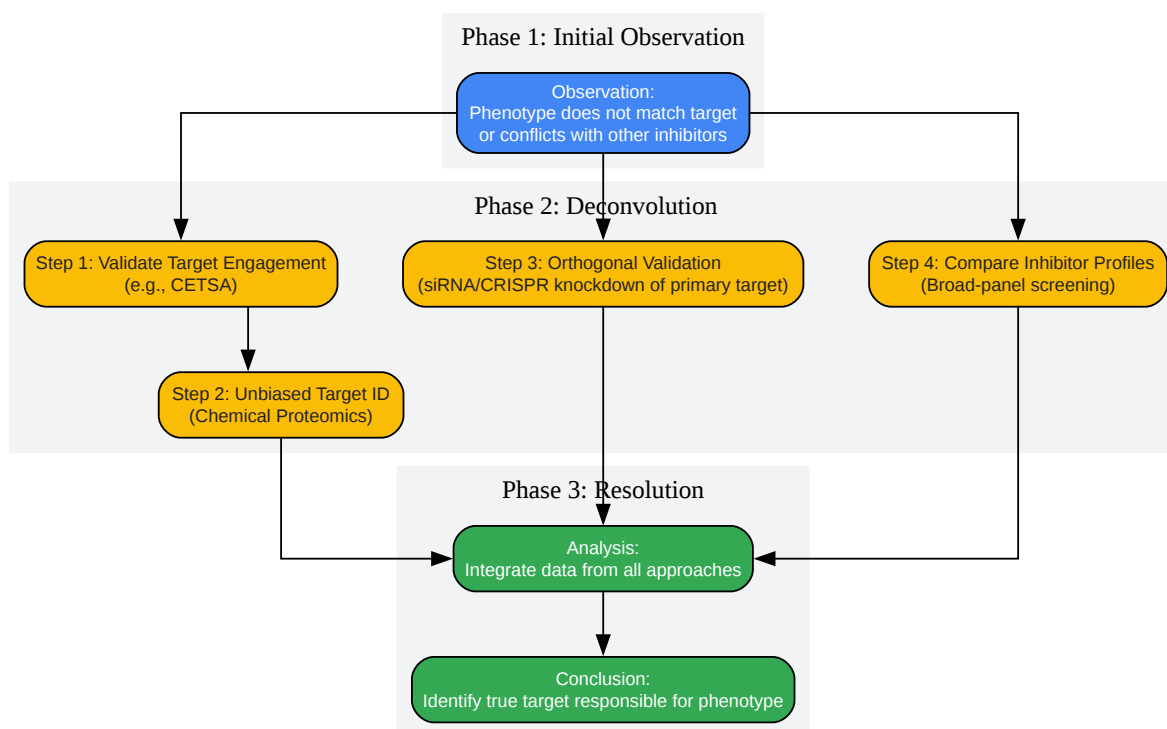 Phase 1: Initial Observation
Observation:
Phenotype does not match target
or conflicts with other inhibitors
Phase 2: Deconvolution
Step 1: Validate Target Engagement
(e.g., CETSA)
Step 3: Orthogonal Validation
(siRNA/CRISPR knockdown of primary target)
Step 4: Compare Inhibitor Profiles
(Broad-panel screening)
Step 2: Unbiased Target ID
(Chemical Proteomics)
Phase 3: Resolution
Analysis:
Integrate data from all approaches
Conclusion:
Identify true target responsible for phenotype